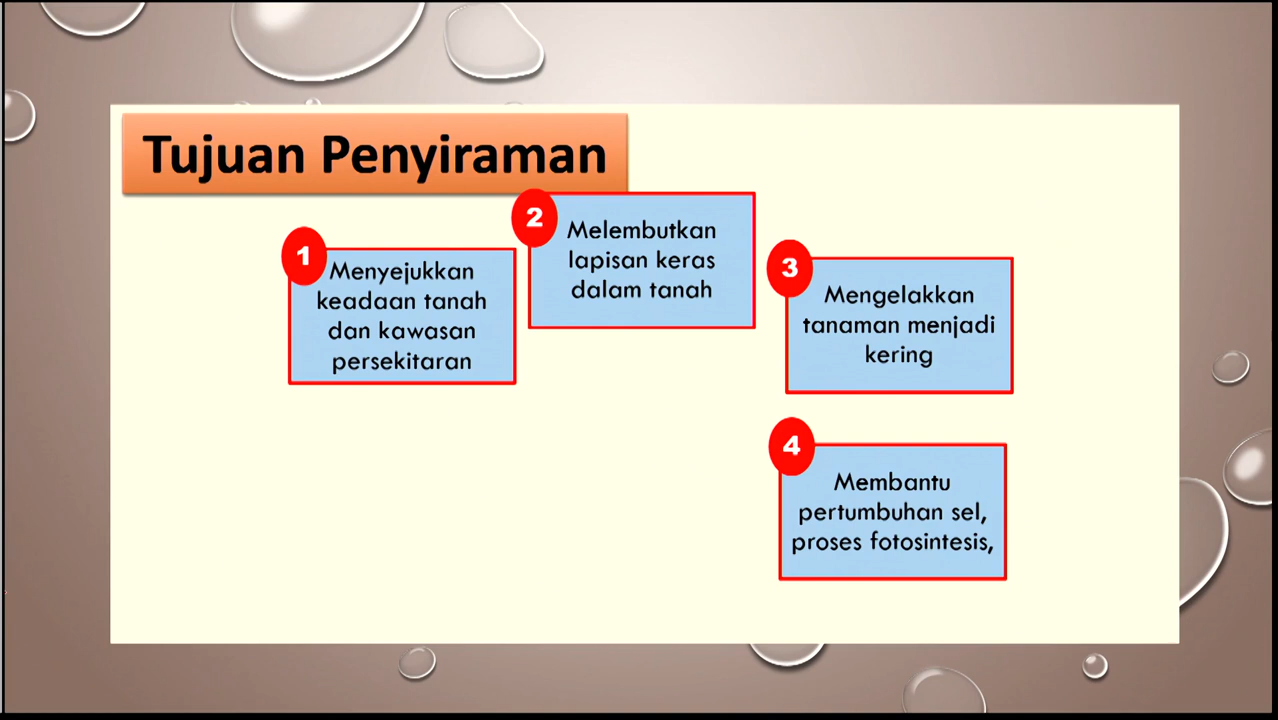 Tujuan Penyiraman
1
Menyejukkan
keadaan tanah
dan kawasan
persekitaran
2
Melembutkan
lapisan keras
dalam tanah
3
Mengelakkan
tanaman menjadi
kering
4
Membantu
pertumbuhan sel,
proses fotosintesis,